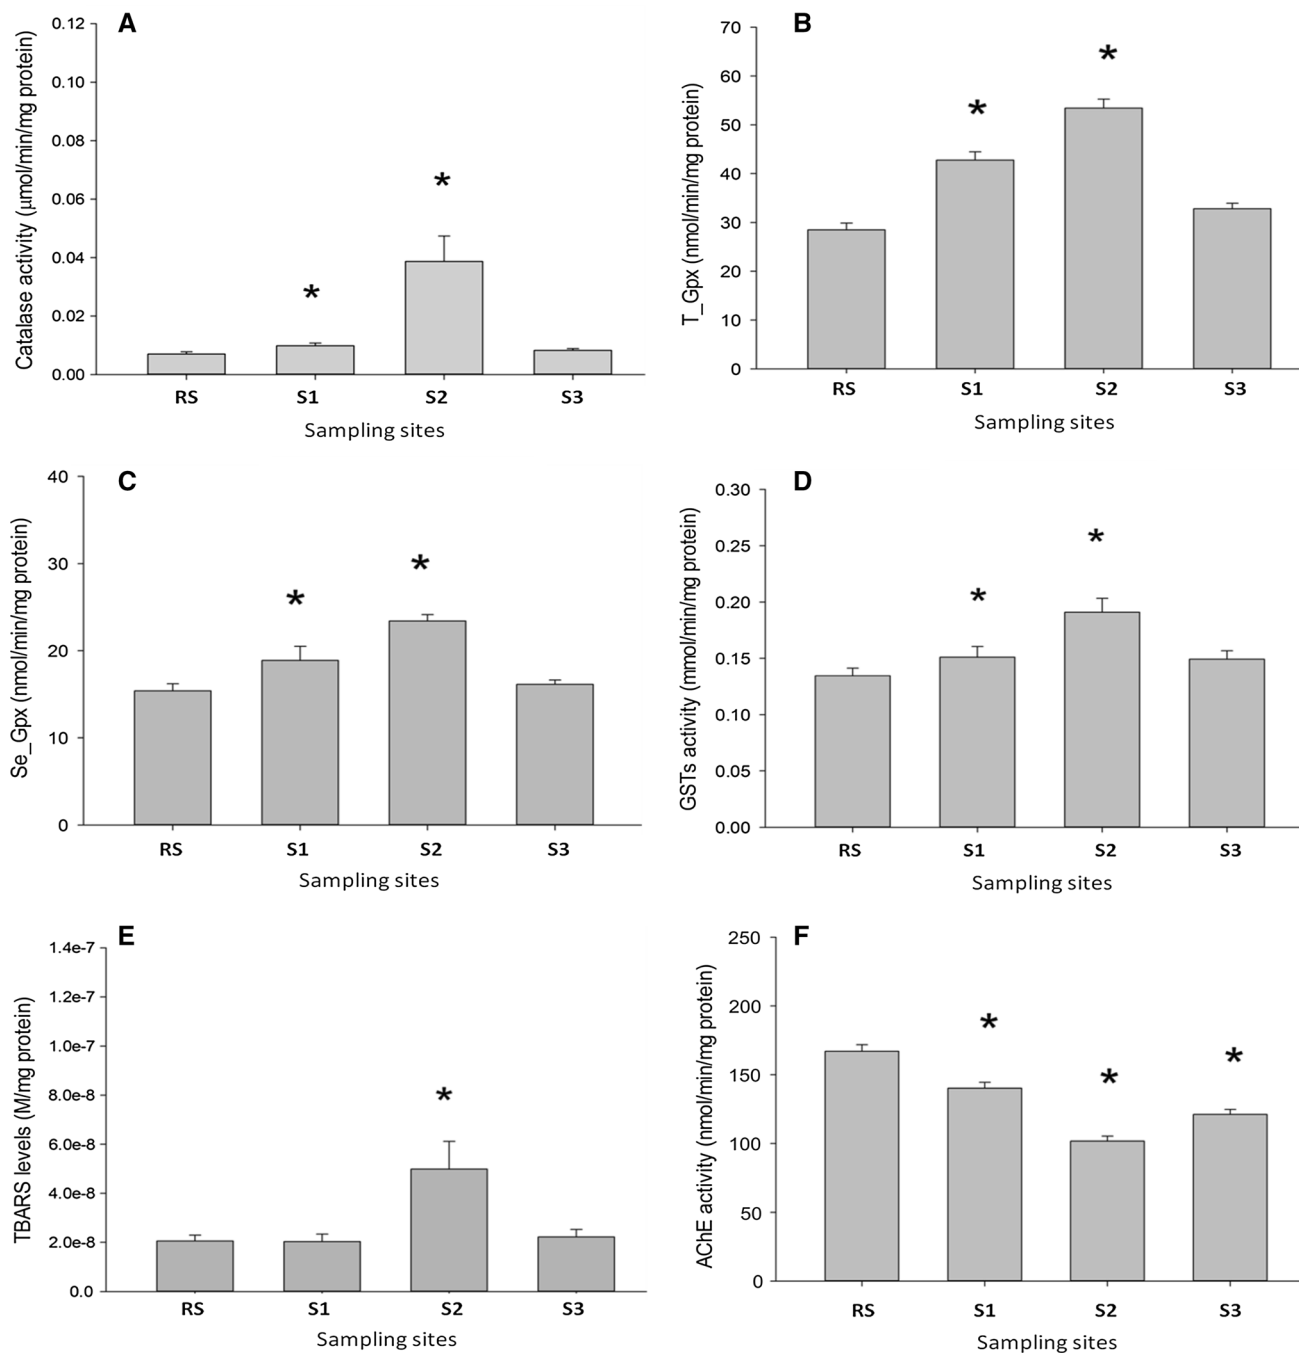 A
Catalase activity (µmol/min/mg protein)
0.12
0.10
0.08
0.06
0.04
0.02
0.00
*
*
RS S1 S2 S3
Sampling sites
B
T_Gpx (nmol/min/mg protein)
70
60
50
40
30
20
10
0
*
*
RS S1 S2 S3
Sampling sites
C
Se_Gpx (nmol/min/mg protein)
40
30
20
10
0
*
*
RS S1 S2 S3
Sampling sites
D
GSTs activity (mmol/min/mg protein)
0.30
0.25
0.20
0.15
0.10
0.05
0.00
*
*
RS S1 S2 S3
Sampling sites
E
TBARS levels (M/mg protein)
1.4e-7
1.2e-7
1.0e-7
8.0e-8
6.0e-8
4.0e-8
2.0e-8
0.0
*
RS S1 S2 S3
Sampling sites
F
AChE activity (nmol/min/mg protein)
250
200
150
100
50
0
*
*
*
RS S1 S2 S3
Sampling sites